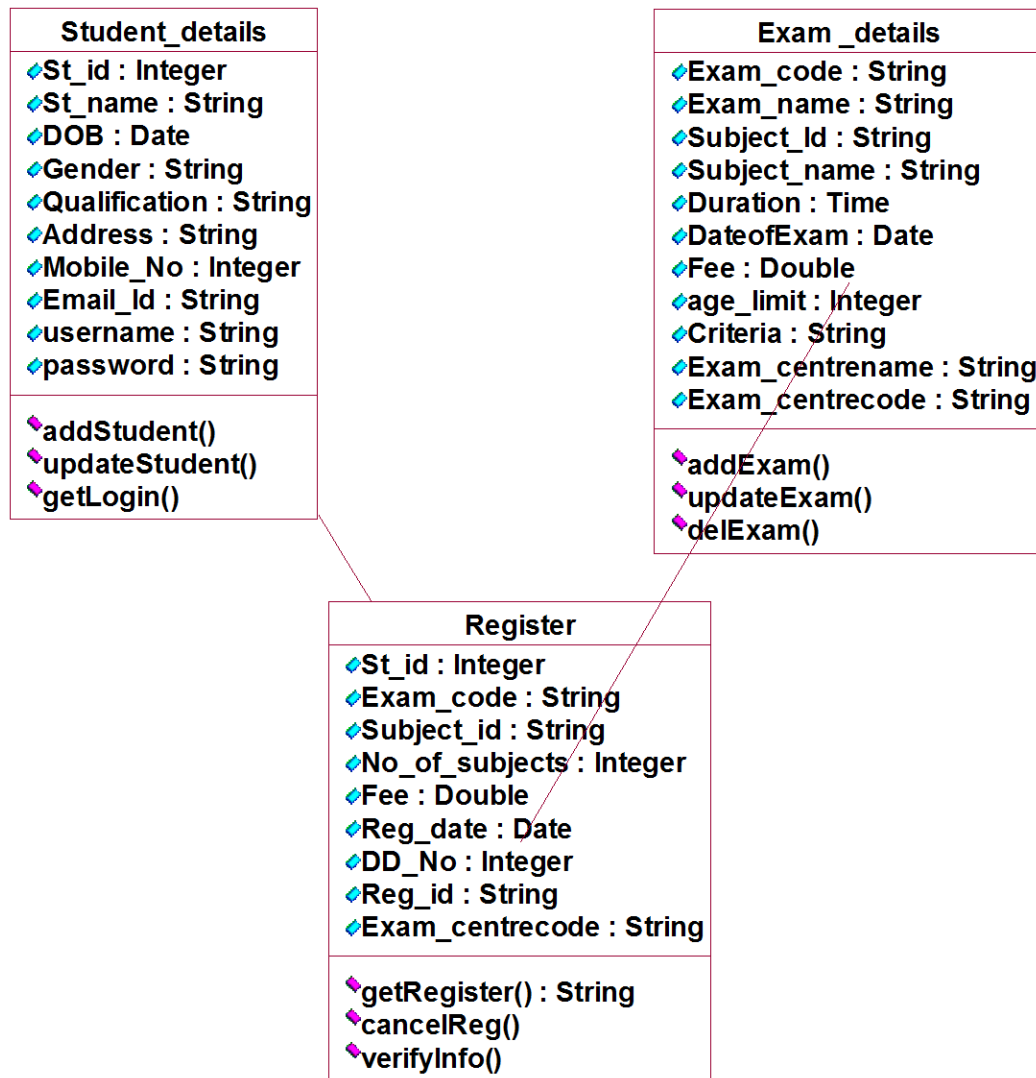 Student_details
St_id : Integer
St_name : String
DOB : Date
Gender : String
Qualification : String
Address : String
Mobile_No : Integer
Email_Id : String
username : String
password : String
addStudent()
updateStudent()
getLogin()
Exam _details
Exam_code : String
Exam_name : String
Subject_Id : String
Subject_name : String
Duration : Time
DateofExam : Date
Fee : Double
age_limit : Integer
Criteria : String
Exam_centrename : String
Exam_centrecode : String
addExam()
updateExam()
delExam()
Register
St_id : Integer
Exam_code : String
Subject_id : String
No_of_subjects : Integer
Fee : Double
Reg_date : Date
DD_No : Integer
Reg_id : String
Exam_centrecode : String
getRegister() : String
cancelReg()
verifyInfo()